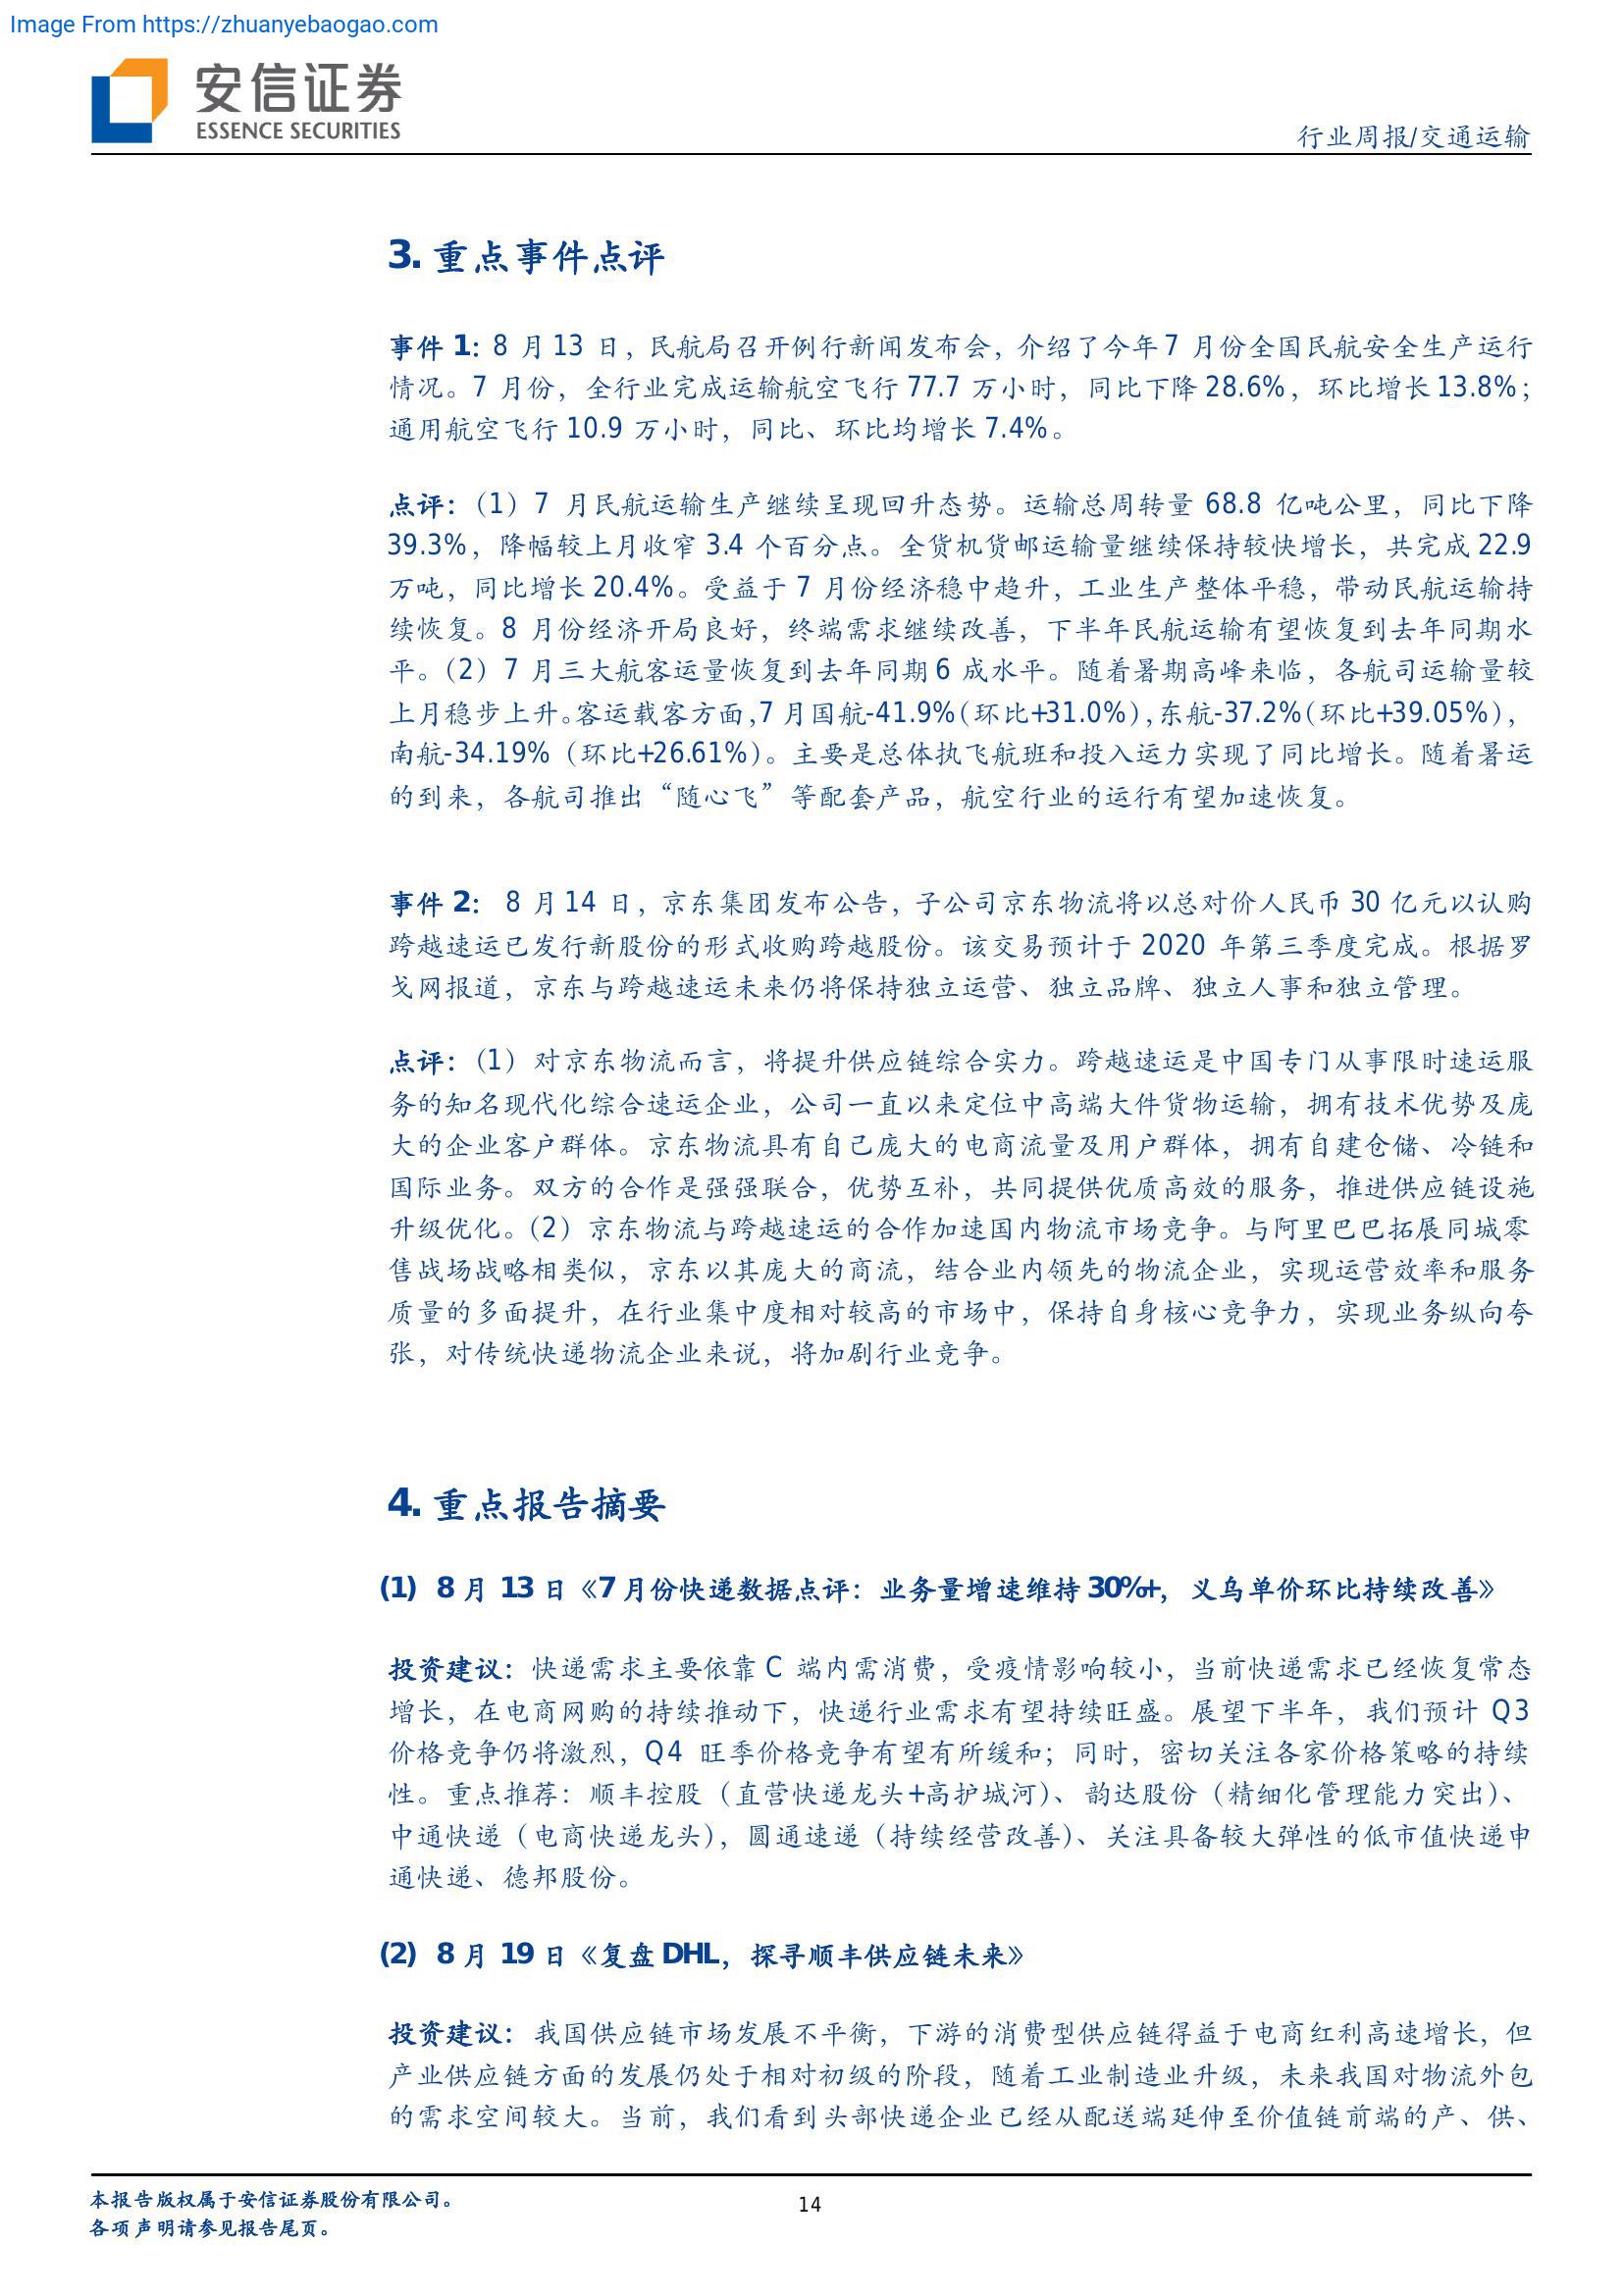 Image From https://zhuanyebaogao.com
安信证券
ESSENCE SECURITIES
行业周报/交通运输
3. 重点事件点评
事件 1：8 月 13 日，民航局召开例行新闻发布会，介绍了今年 7 月份全国民航安全生产运行
情况。7 月份，全行业完成运输航空飞行 77.7 万小时，同比下降 28.6%，环比增长 13.8%；
通用航空飞行 10.9 万小时，同比、环比均增长 7.4%。
点评：（1）7 月民航运输生产继续呈现回升态势。运输总周转量 68.8 亿吨公里，同比下降
39.3%，降幅较上月收窄 3.4 个百分点。全货机货邮运输量继续保持较快增长，共完成 22.9
万吨，同比增长 20.4%。受益于 7 月份经济稳中趋升，工业生产整体平稳，带动民航运输持
续恢复。8 月份经济开局良好，终端需求继续改善，下半年民航运输有望恢复到去年同期水
平。（2）7 月三大航客运量恢复到去年同期 6 成水平。随着暑期高峰来临，各航司运输量较
上月稳步上升。客运载客方面，7 月国航-41.9%（环比+31.0%），东航-37.2%（环比+39.05%），
南航-34.19%（环比+26.61%）。主要是总体执飞航班和投入运力实现了同比增长。随着暑运
的到来，各航司推出“随心飞”等配套产品，航空行业的运行有望加速恢复。
事件 2： 8 月 14 日，京东集团发布公告，子公司京东物流将以总对价人民币 30 亿元以认购
跨越速运已发行新股份的形式收购跨越股份。该交易预计于 2020 年第三季度完成。根据罗
戈网报道，京东与跨越速运未来仍将保持独立运营、独立品牌、独立人事和独立管理。
点评：（1）对京东物流而言，将提升供应链综合实力。跨越速运是中国专门从事限时速运服
务的知名现代化综合速运企业，公司一直以来定位中高端大件货物运输，拥有技术优势及庞
大的企业客户群体。京东物流具有自己庞大的电商流量及用户群体，拥有自建仓储、冷链和
国际业务。双方的合作是强强联合，优势互补，共同提供优质高效的服务，推进供应链设施
升级优化。（2）京东物流与跨越速运的合作加速国内物流市场竞争。与阿里巴巴拓展同城零
售战场战略相类似，京东以其庞大的商流，结合业内领先的物流企业，实现运营效率和服务
质量的多面提升，在行业集中度相对较高的市场中，保持自身核心竞争力，实现业务纵向夸
张，对传统快递物流企业来说，将加剧行业竞争。
4. 重点报告摘要
(1) 8 月 13 日《7 月份快递数据点评：业务量增速维持 30%+，义乌单价环比持续改善》
投资建议：快递需求主要依靠 C 端内需消费，受疫情影响较小，当前快递需求已经恢复常态
增长，在电商网购的持续推动下，快递行业需求有望持续旺盛。展望下半年，我们预计 Q3
价格竞争仍将激烈，Q4 旺季价格竞争有望有所缓和；同时，密切关注各家价格策略的持续
性。重点推荐：顺丰控股（直营快递龙头+高护城河）、韵达股份（精细化管理能力突出）、
中通快递（电商快递龙头），圆通速递（持续经营改善）、关注具备较大弹性的低市值快递申
通快递、德邦股份。
(2) 8 月 19 日《复盘 DHL，探寻顺丰供应链未来》
投资建议：我国供应链市场发展不平衡，下游的消费型供应链得益于电商红利高速增长，但
产业供应链方面的发展仍处于相对初级的阶段，随着工业制造业升级，未来我国对物流外包
的需求空间较大。当前，我们看到头部快递企业已经从配送端延伸至价值链前端的产、供、
本报告版权属于安信证券股份有限公司。
14
各项声明请参见报告尾页。